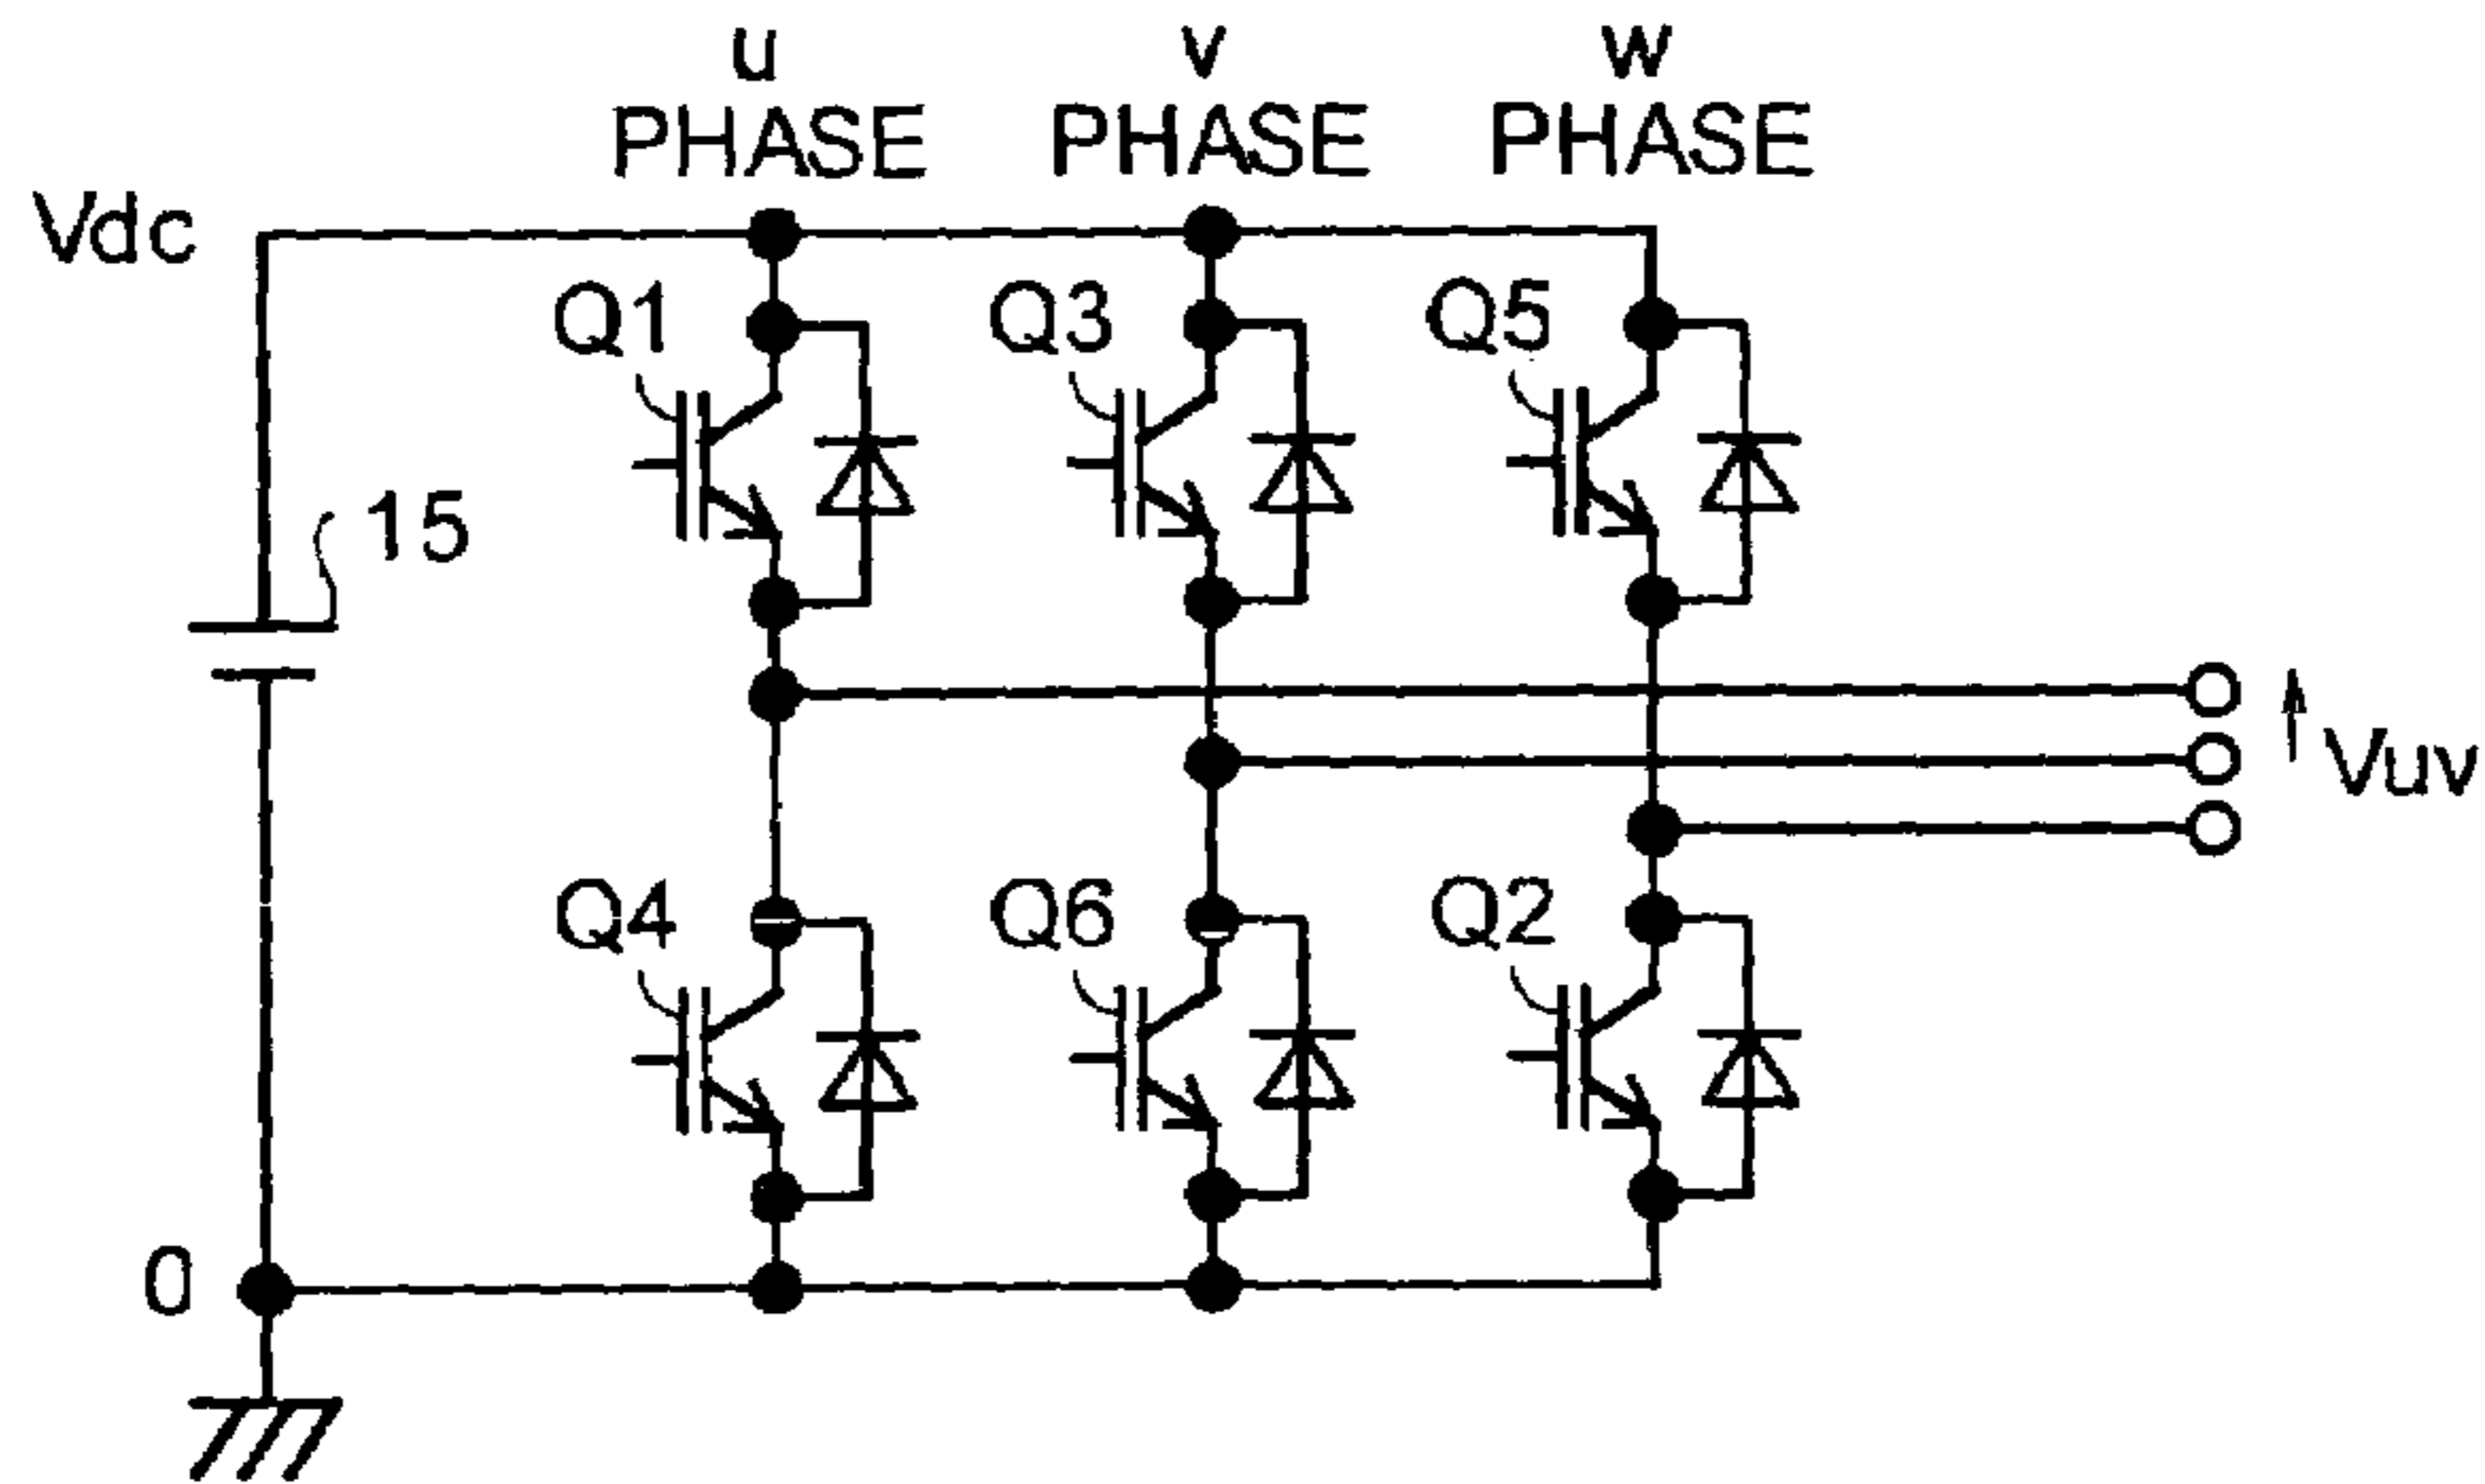 u v w
PHASE PHASE PHASE
Vdc
Q1 Q3 Q5
15
Vuv
Q4 Q6 Q2
0